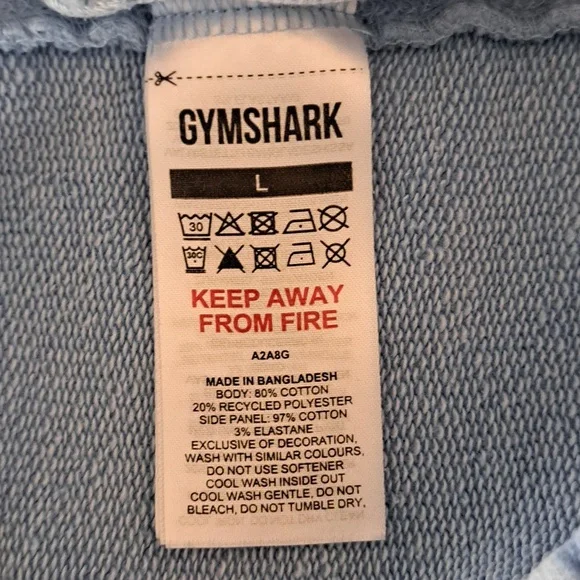 GYMSHARK
L
30
30C
KEEP AWAY
FROM FIRE
A2A8G
MADE IN BANGLADESH
BODY: 80% COTTON
20% RECYCLED POLYESTER
SIDE PANEL: 97% COTTON
3% ELASTANE
EXCLUSIVE OF DECORATION,
WASH WITH SIMILAR COLOURS,
DO NOT USE SOFTENER
COOL WASH INSIDE OUT
COOL WASH GENTLE, DO NOT
BLEACH, DO NOT TUMBLE DRY,